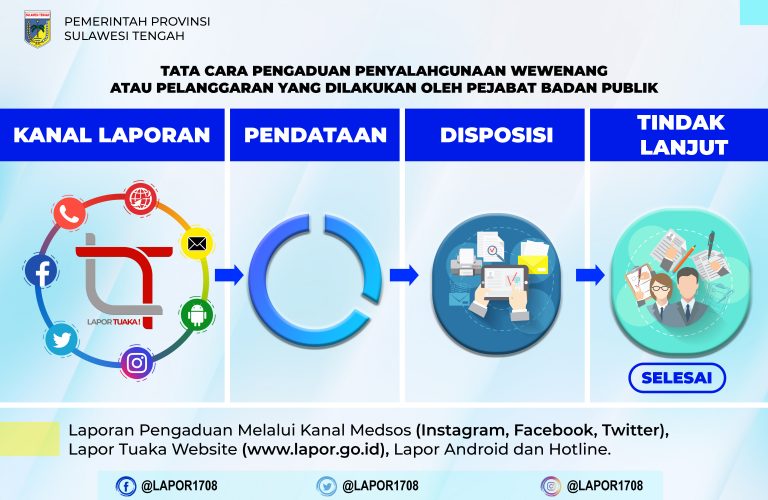 PEMERINTAH PROVINSI
SULAWESI TENGAH
TATA CARA PENGADUAN PENYALAHGUNAAN WEWENANG
ATAU PELANGGARAN YANG DILAKUKAN OLEH PEJABAT BADAN PUBLIK
KANAL LAPORAN
PENDATAAN
DISPOSISI
TINDAK
LANJUT
LAPOR TUAKA!
SELESAI
Laporan Pengaduan Melalui Kanal Medsos (Instagram, Facebook, Twitter),
Lapor Tuaka Website (www.lapor.go.id), Lapor Android dan Hotline.
@LAPOR1708
@LAPOR1708
@LAPOR1708